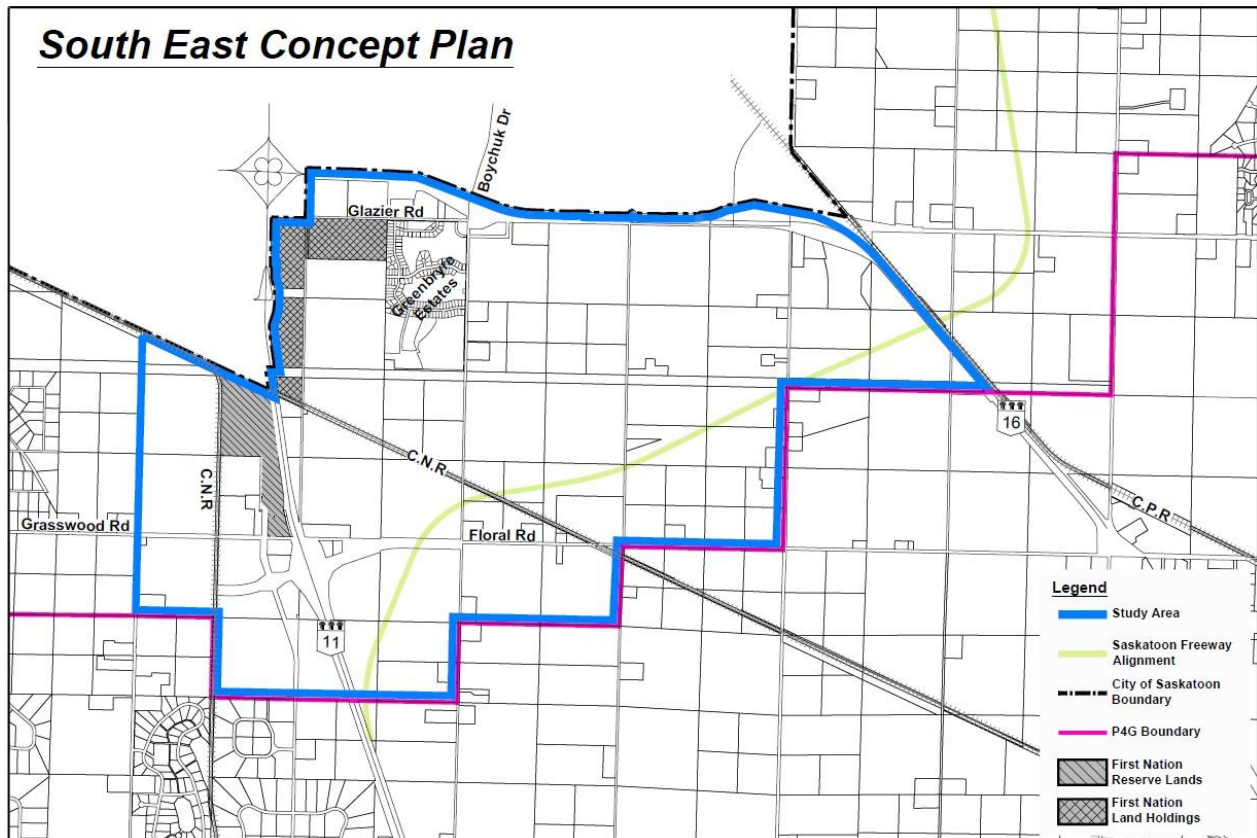 South East Concept Plan
Boychuk Dr
Glazier Rd
Greenbryre
Estates
C.N.R
C.N.R
16
C.P.R
Grasswood Rd
Floral Rd
11
Legend
Study Area
Saskatoon Freeway
Alignment
City of Saskatoon
Boundary
P4G Boundary
First Nation
Reserve Lands
First Nation
Land Holdings